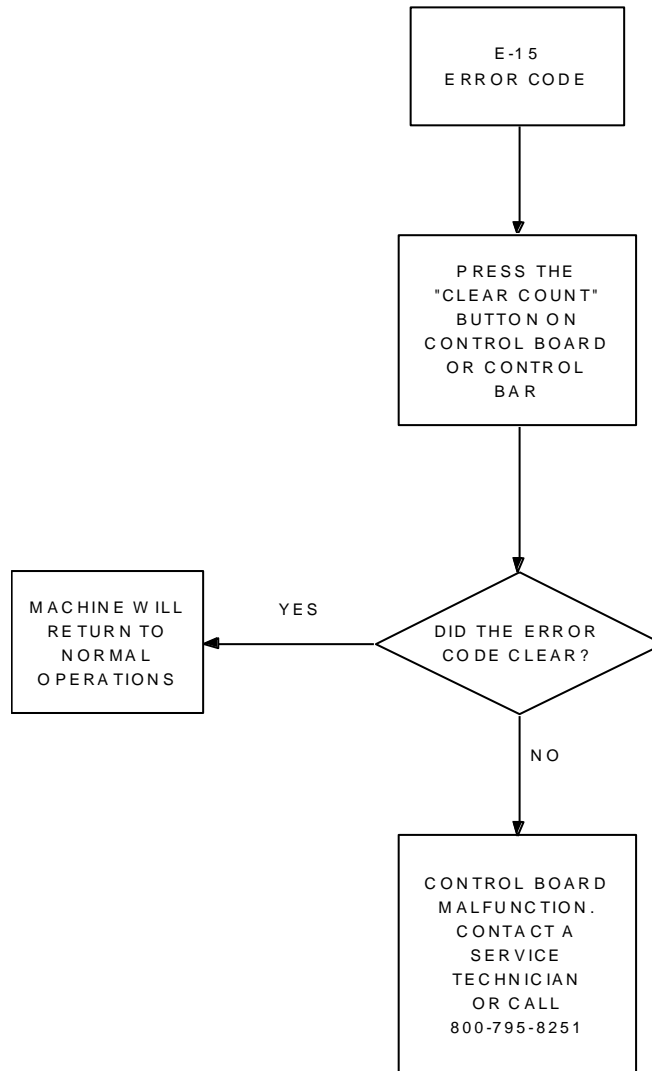 E-15
ERROR CODE
PRESS THE
"CLEAR COUNT"
BUTTON ON
CONTROL BOARD
OR CONTROL
BAR
DID THE ERROR
CODE CLEAR?
YES
MACHINE WILL
RETURN TO
NORMAL
OPERATIONS
NO
CONTROL BOARD
MALFUNCTION.
CONTACT A
SERVICE
TECHNICIAN
OR CALL
800-795-8251